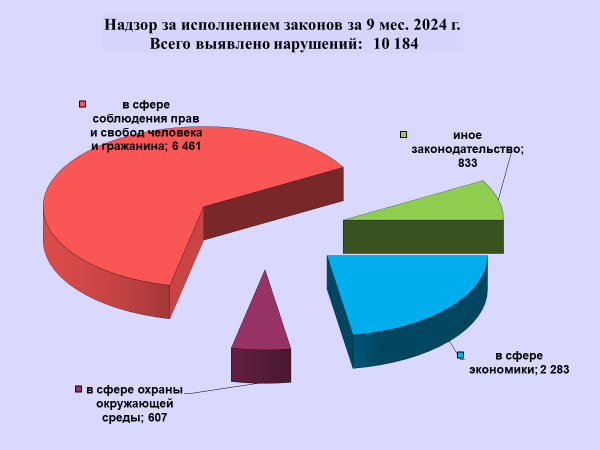 Надзор за исполнением законов за 9 мес. 2024 г.
Всего выявлено нарушений: 10 184
в сфере
соблюдения прав
и свобод человека
и гражанина; 6 461
иное
законодательство;
833
в сфере
экономики; 2 283
в сфере охраны
окружающей
среды; 607